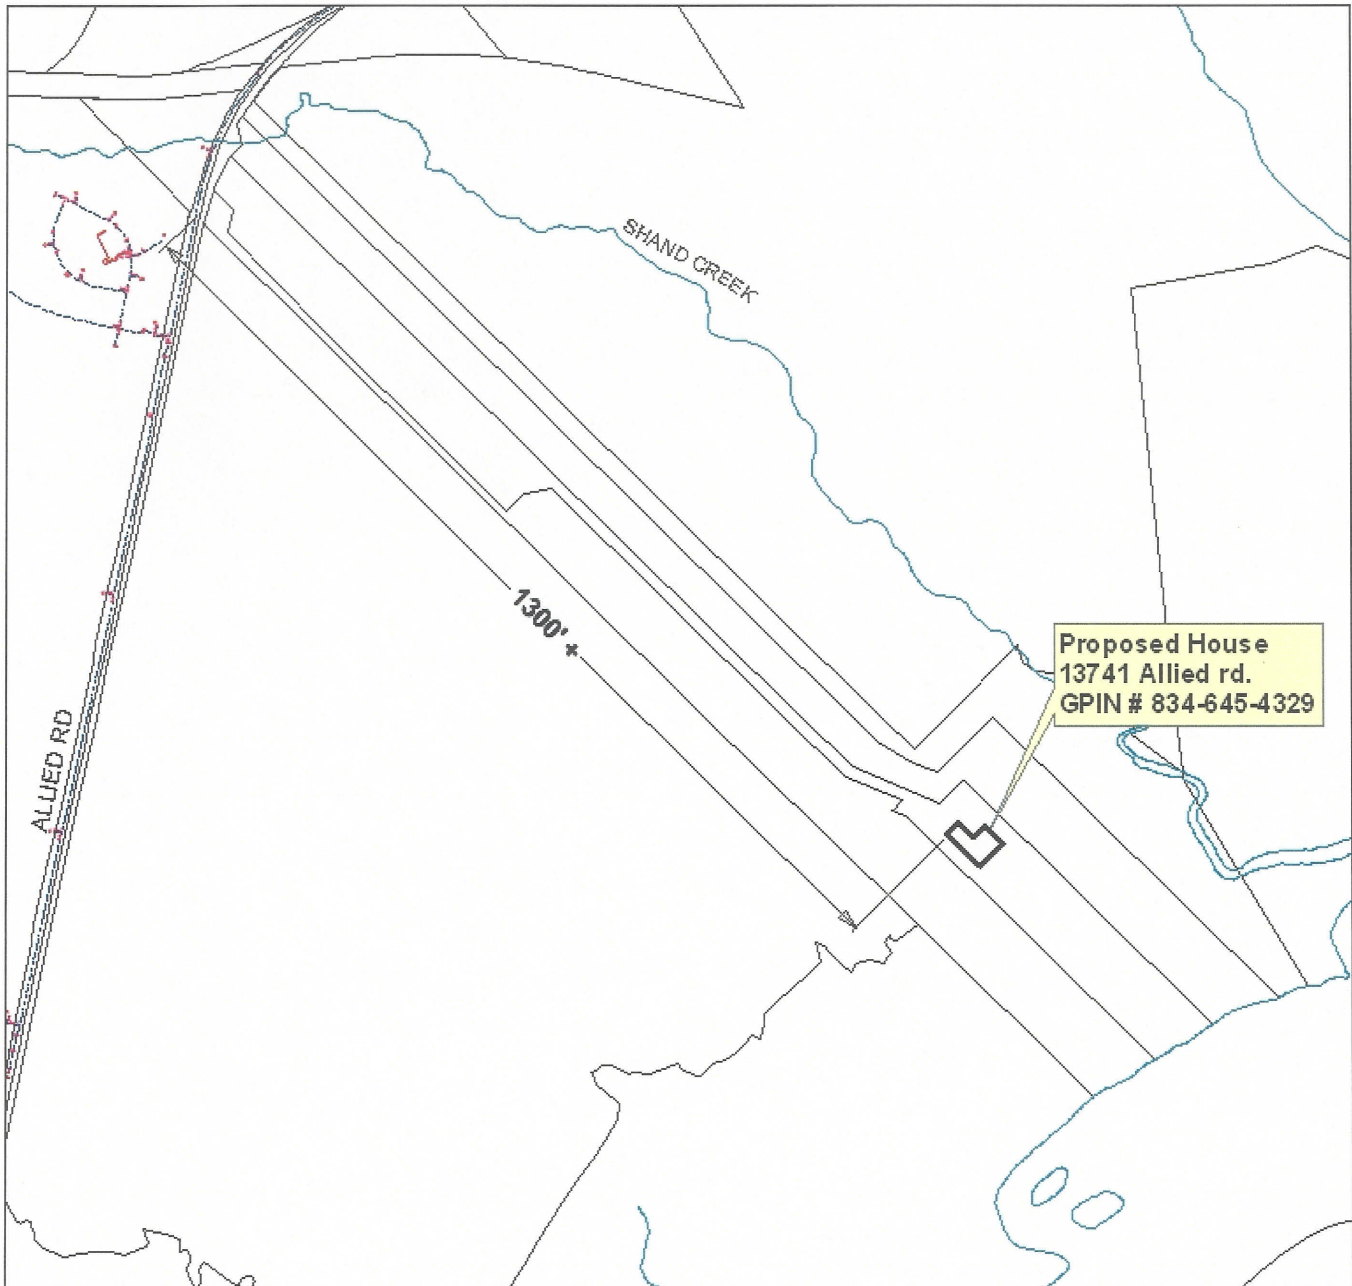 SHAND CREEK
1300' ×
Proposed House
13741 Allied rd.
GPIN # 834-645-4329
ALLIED RD